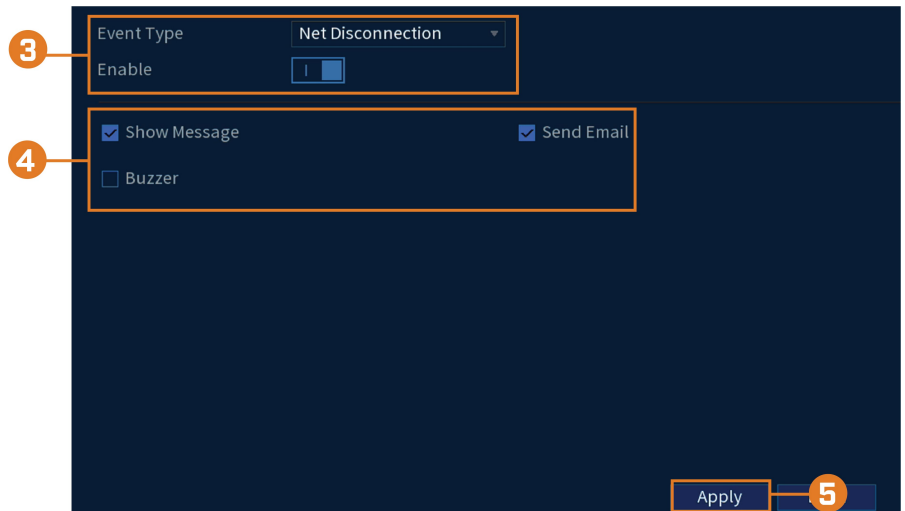 3
Event Type
Net Disconnection
Enable
4
Show Message
Send Email
Buzzer
Apply
5